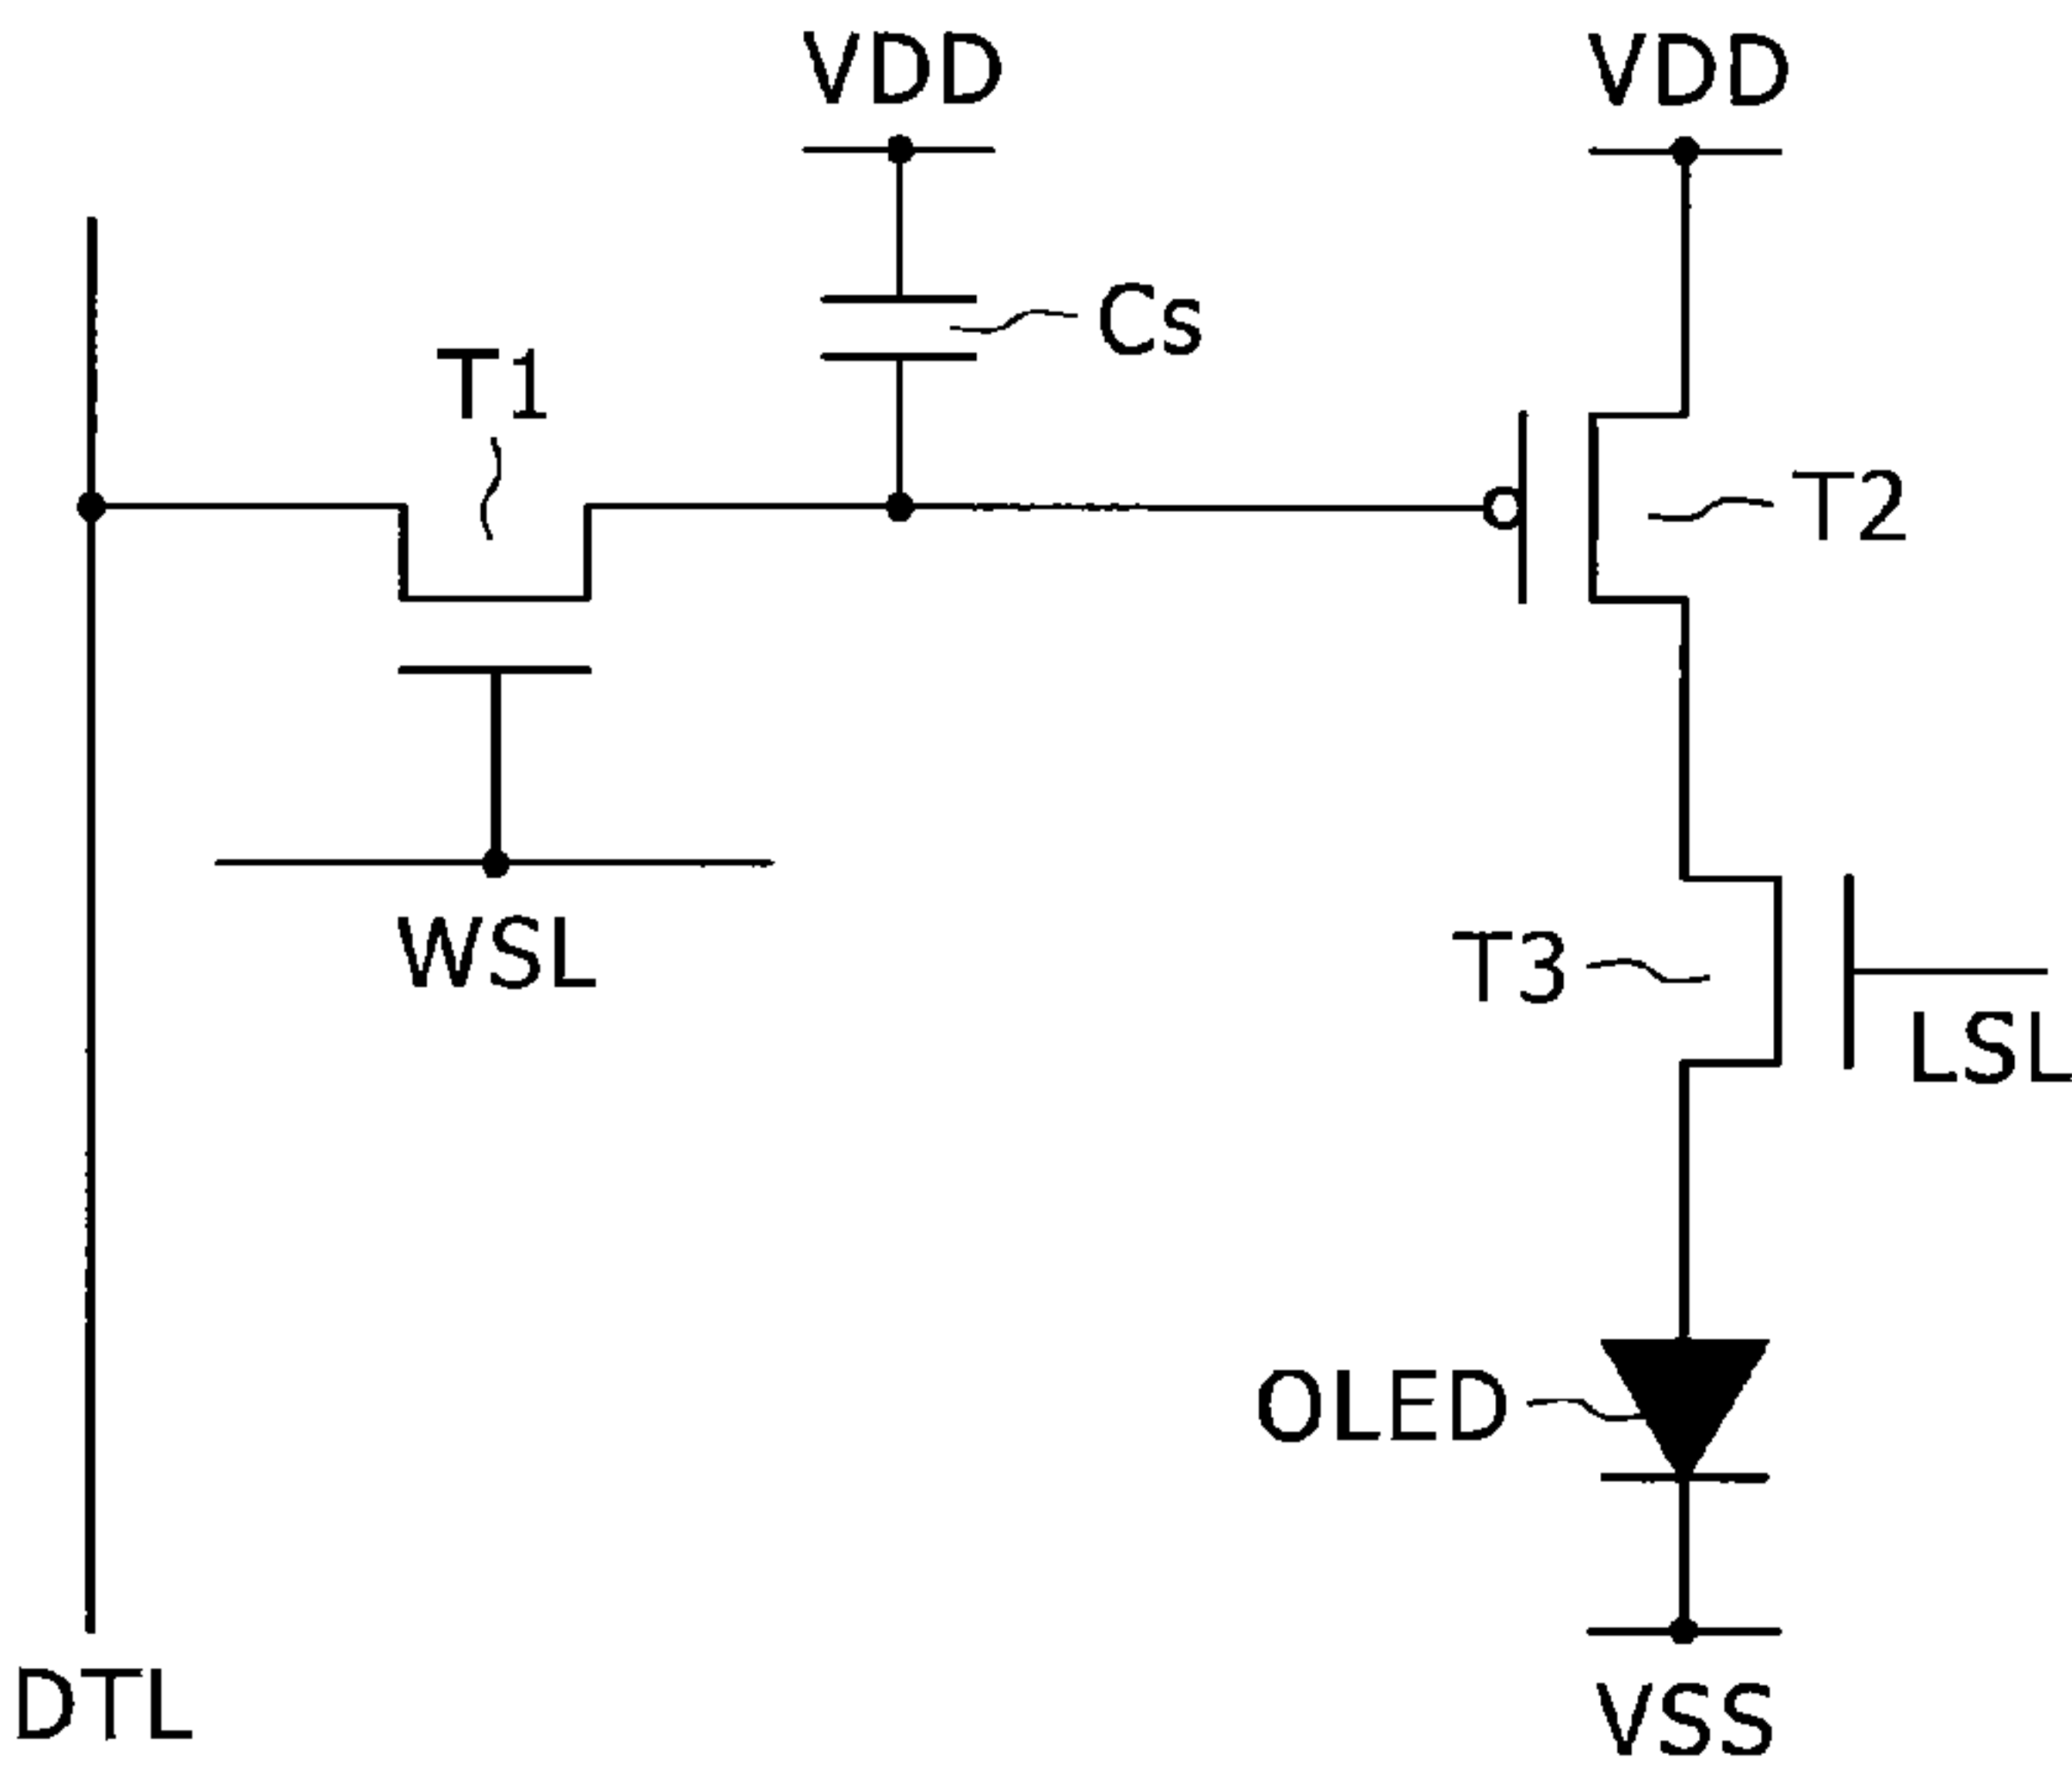 VDD
VDD
Cs
T1
T2
WSL
T3
LSL
OLED
DTL
VSS